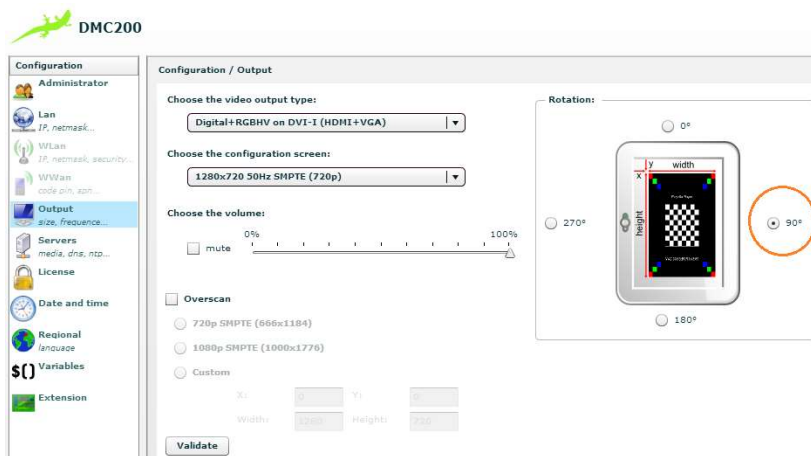 DMC200
Configuration
Administrator
Lan
IP, netmask...
WLan
IP, netmask, security...
WWan
code pin, apn...
Output
size, frequence...
Servers
media, dns, ntp...
License
Date and time
Regional
language
$() Variables
Extension
Configuration / Output
Choose the video output type:
Digital+RGBHV on DVI-I (HDMI+VGA)
Choose the configuration screen:
1280x720 50Hz SMPTE (720p)
Choose the volume:
0% 100%
mute
Overscan
720p SMPTE (666x1184)
1080p SMPTE (1000x1776)
Custom
X: 0 Y: 0
Width: 1280 Height: 720
Validate
Rotation:
0°
y width
x
height
270°
90°
180°